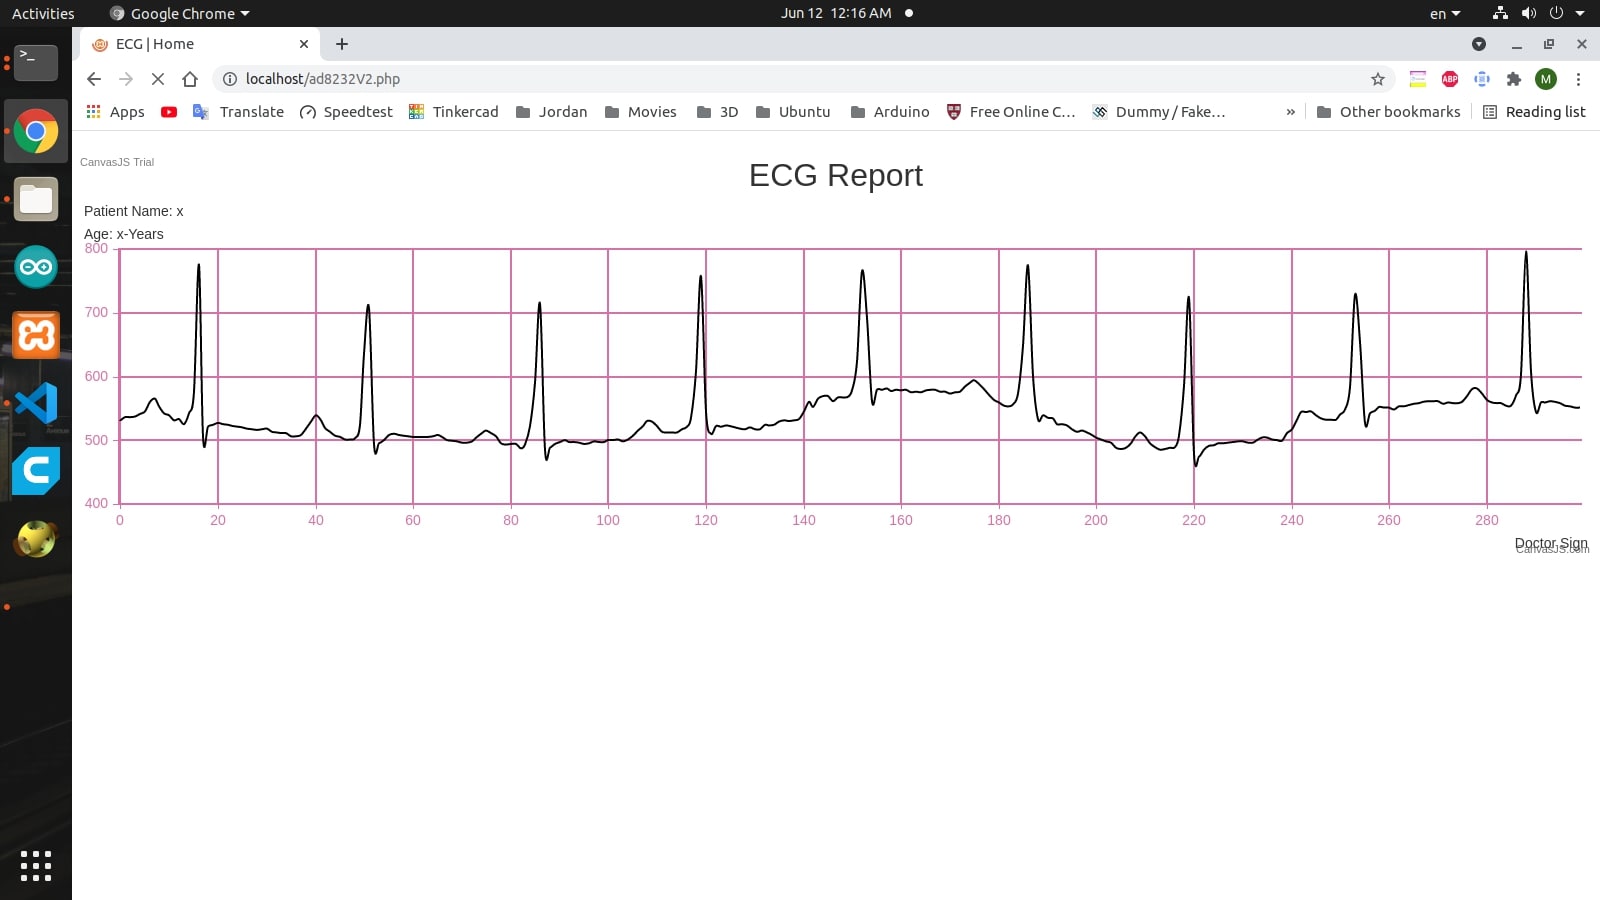 Activities Google Chrome Jun 12 12:16 AM en
ECG | Home
localhost/ad8232V2.php ABP M
Apps Translate Speedtest Tinkercad Jordan Movies 3D Ubuntu Arduino Free Online C… Dummy / Fake… » Other bookmarks Reading list
CanvasJS Trial
ECG Report
Patient Name: x
Age: x-Years
800
700
600
500
400
0 20 40 60 80 100 120 140 160 180 200 220 240 260 280
Doctor Sign
CanvasJS.com